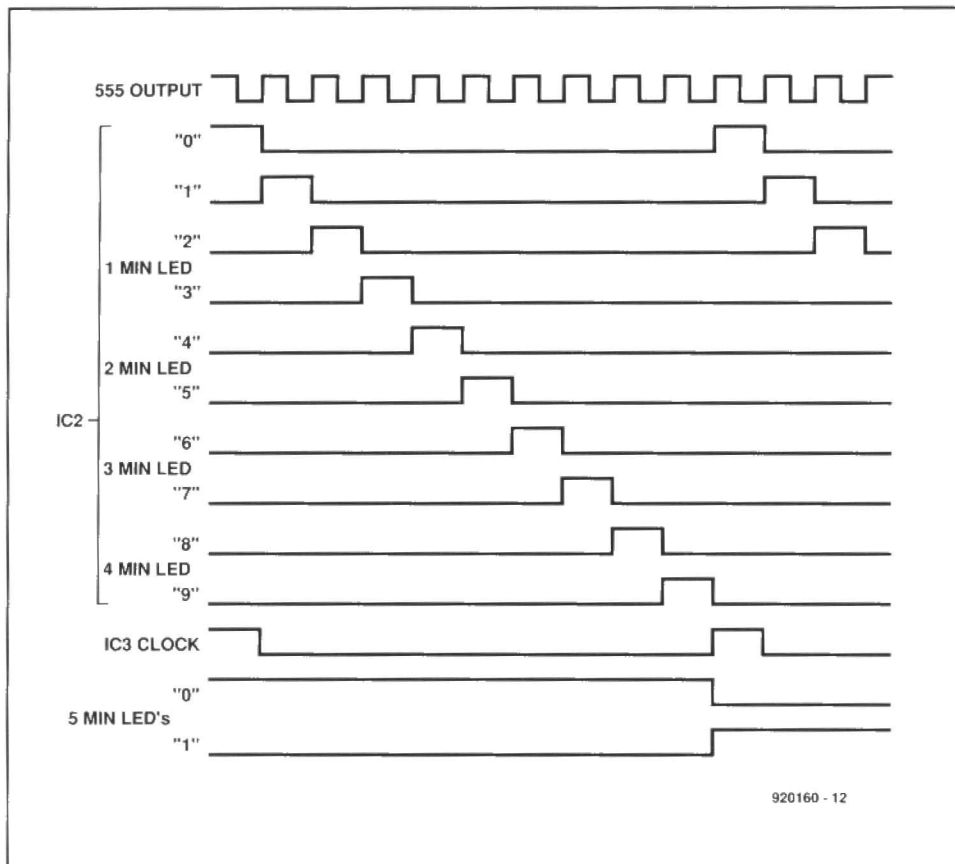 555 OUTPUT
"0"
"1"
"2"
1 MIN LED
"3"
"4"
2 MIN LED
"5"
IC2
"6"
3 MIN LED
"7"
"8"
4 MIN LED
"9"
IC3 CLOCK
"0"
5 MIN LED's
"1"
920160 - 12